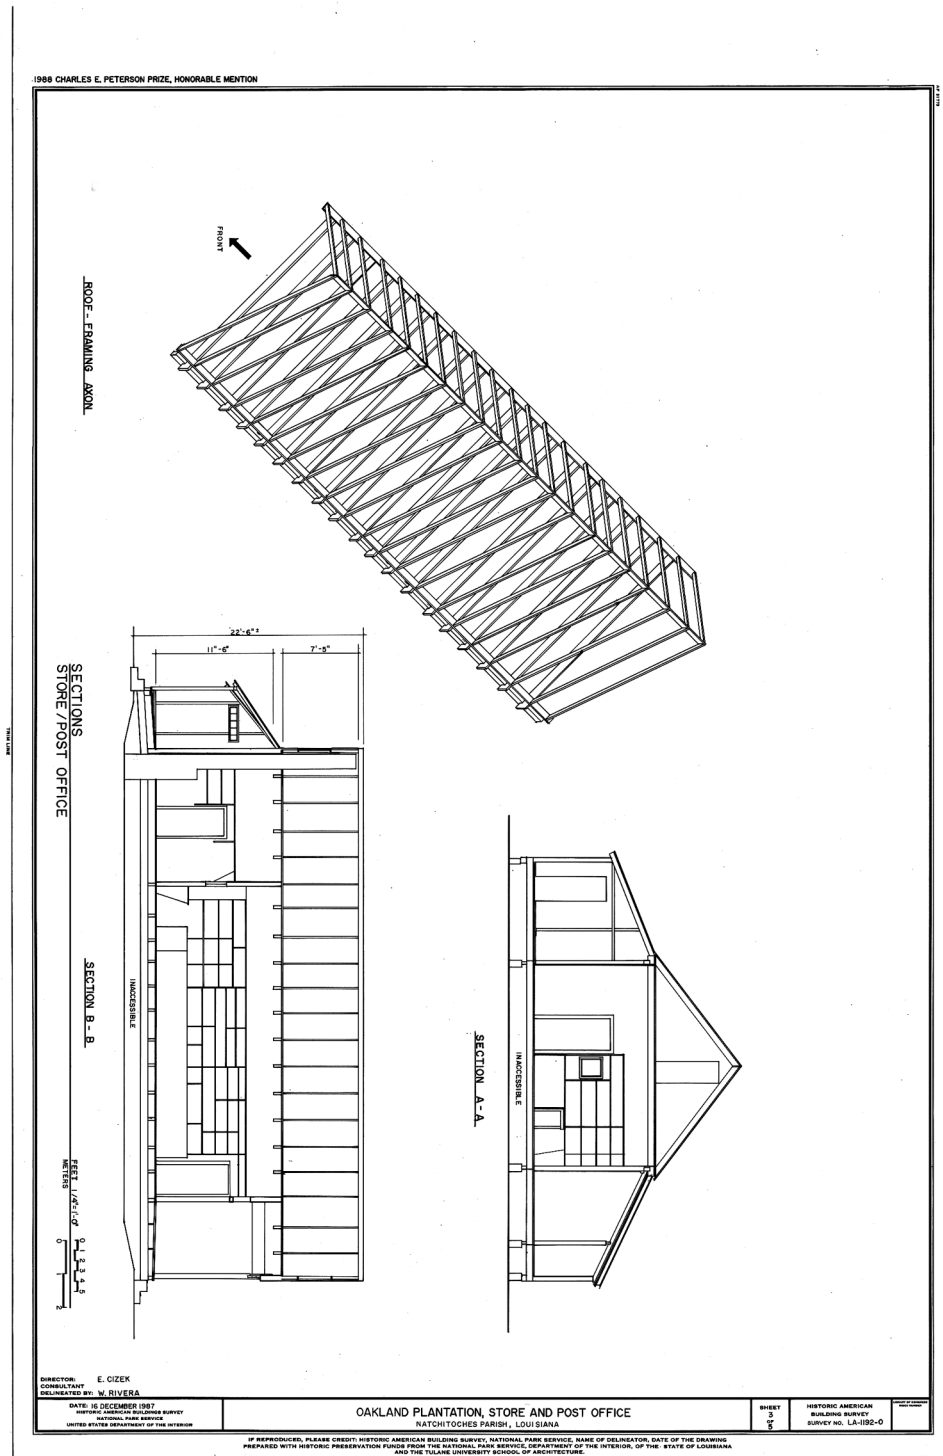 1988 CHARLES E. PETERSON PRIZE, HONORABLE MENTION
FRONT
ROOF-FRAMING AXON
22'-6"±
11'-6"
7'-5"
INACCESSIBLE
SECTION B-B
INACCESSIBLE
SECTION A-A
SECTIONS
STORE/POST OFFICE
FEET 1/4"=1'-0"
0 1 2 3 4 5
METERS
0 1 2
TRIM LINE
DIRECTOR: E. CIZEK
CONSULTANT
DELINEATED BY: W. RIVERA
DATE: 16 DECEMBER 1987
HISTORIC AMERICAN BUILDINGS SURVEY
NATIONAL PARK SERVICE
UNITED STATES DEPARTMENT OF THE INTERIOR
OAKLAND PLANTATION, STORE AND POST OFFICE
NATCHITOCHES PARISH, LOUISIANA
SHEET
3
OF
5
HISTORIC AMERICAN
BUILDING SURVEY
SURVEY NO. LA-1192-O
LIBRARY OF CONGRESS
INDEX NUMBER
IF REPRODUCED, PLEASE CREDIT: HISTORIC AMERICAN BUILDING SURVEY, NATIONAL PARK SERVICE, NAME OF DELINEATOR, DATE OF THE DRAWING
PREPARED WITH HISTORIC PRESERVATION FUNDS FROM THE NATIONAL PARK SERVICE, DEPARTMENT OF THE INTERIOR, OF THE STATE OF LOUISIANA
AND THE TULANE UNIVERSITY SCHOOL OF ARCHITECTURE.